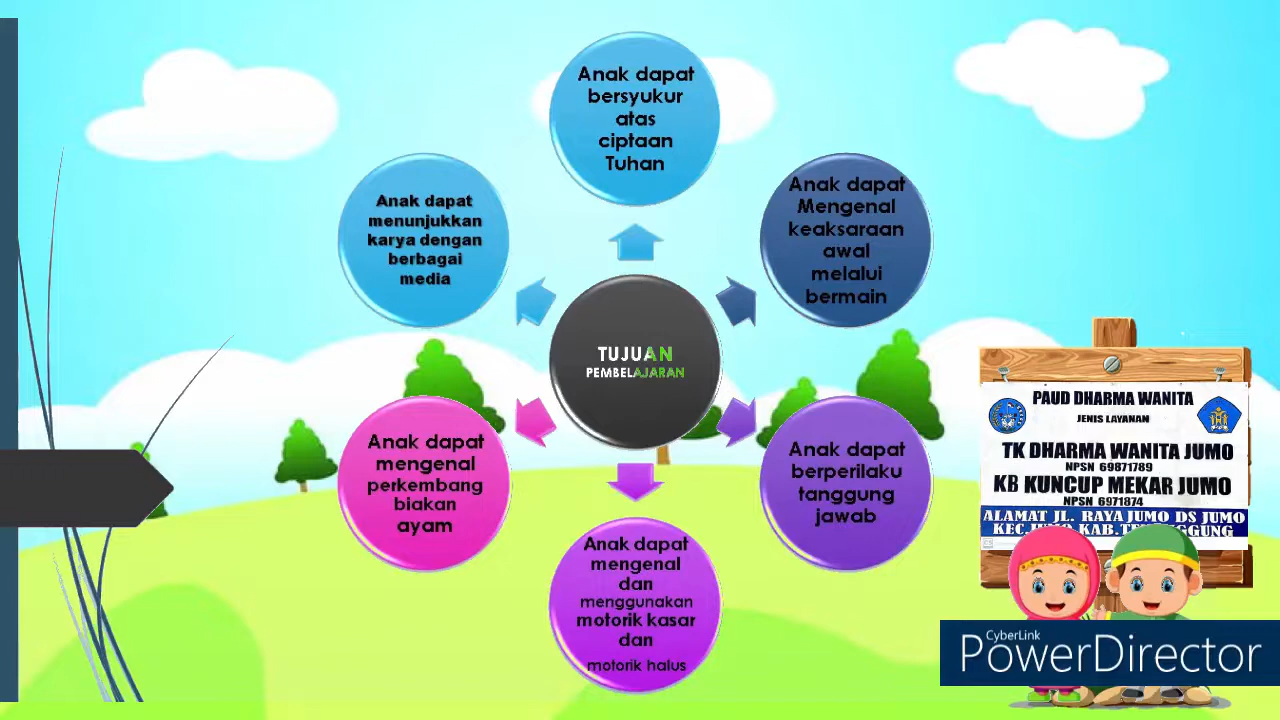 Anak dapat
bersyukur
atas
ciptaan
Tuhan
Anak dapat
Mengenal
keaksaraan
awal
melalui
bermain
Anak dapat
berperilaku
tanggung
jawab
Anak dapat
mengenal
dan
menggunakan
motorik kasar
dan
motorik halus
Anak dapat
mengenal
perkembang
biakan
ayam
Anak dapat
menunjukkan
karya dengan
berbagai
media
TUJUAN
PEMBELAJARAN
PAUD DHARMA WANITA
JENIS LAYANAN
TK DHARMA WANITA JUMO
NPSN 69871789
KB KUNCUP MEKAR JUMO
NPSN 6971874
ALAMAT JL. RAYA JUMO DS JUMO
KEC. JUMO KAB.
CyberLink
PowerDirector